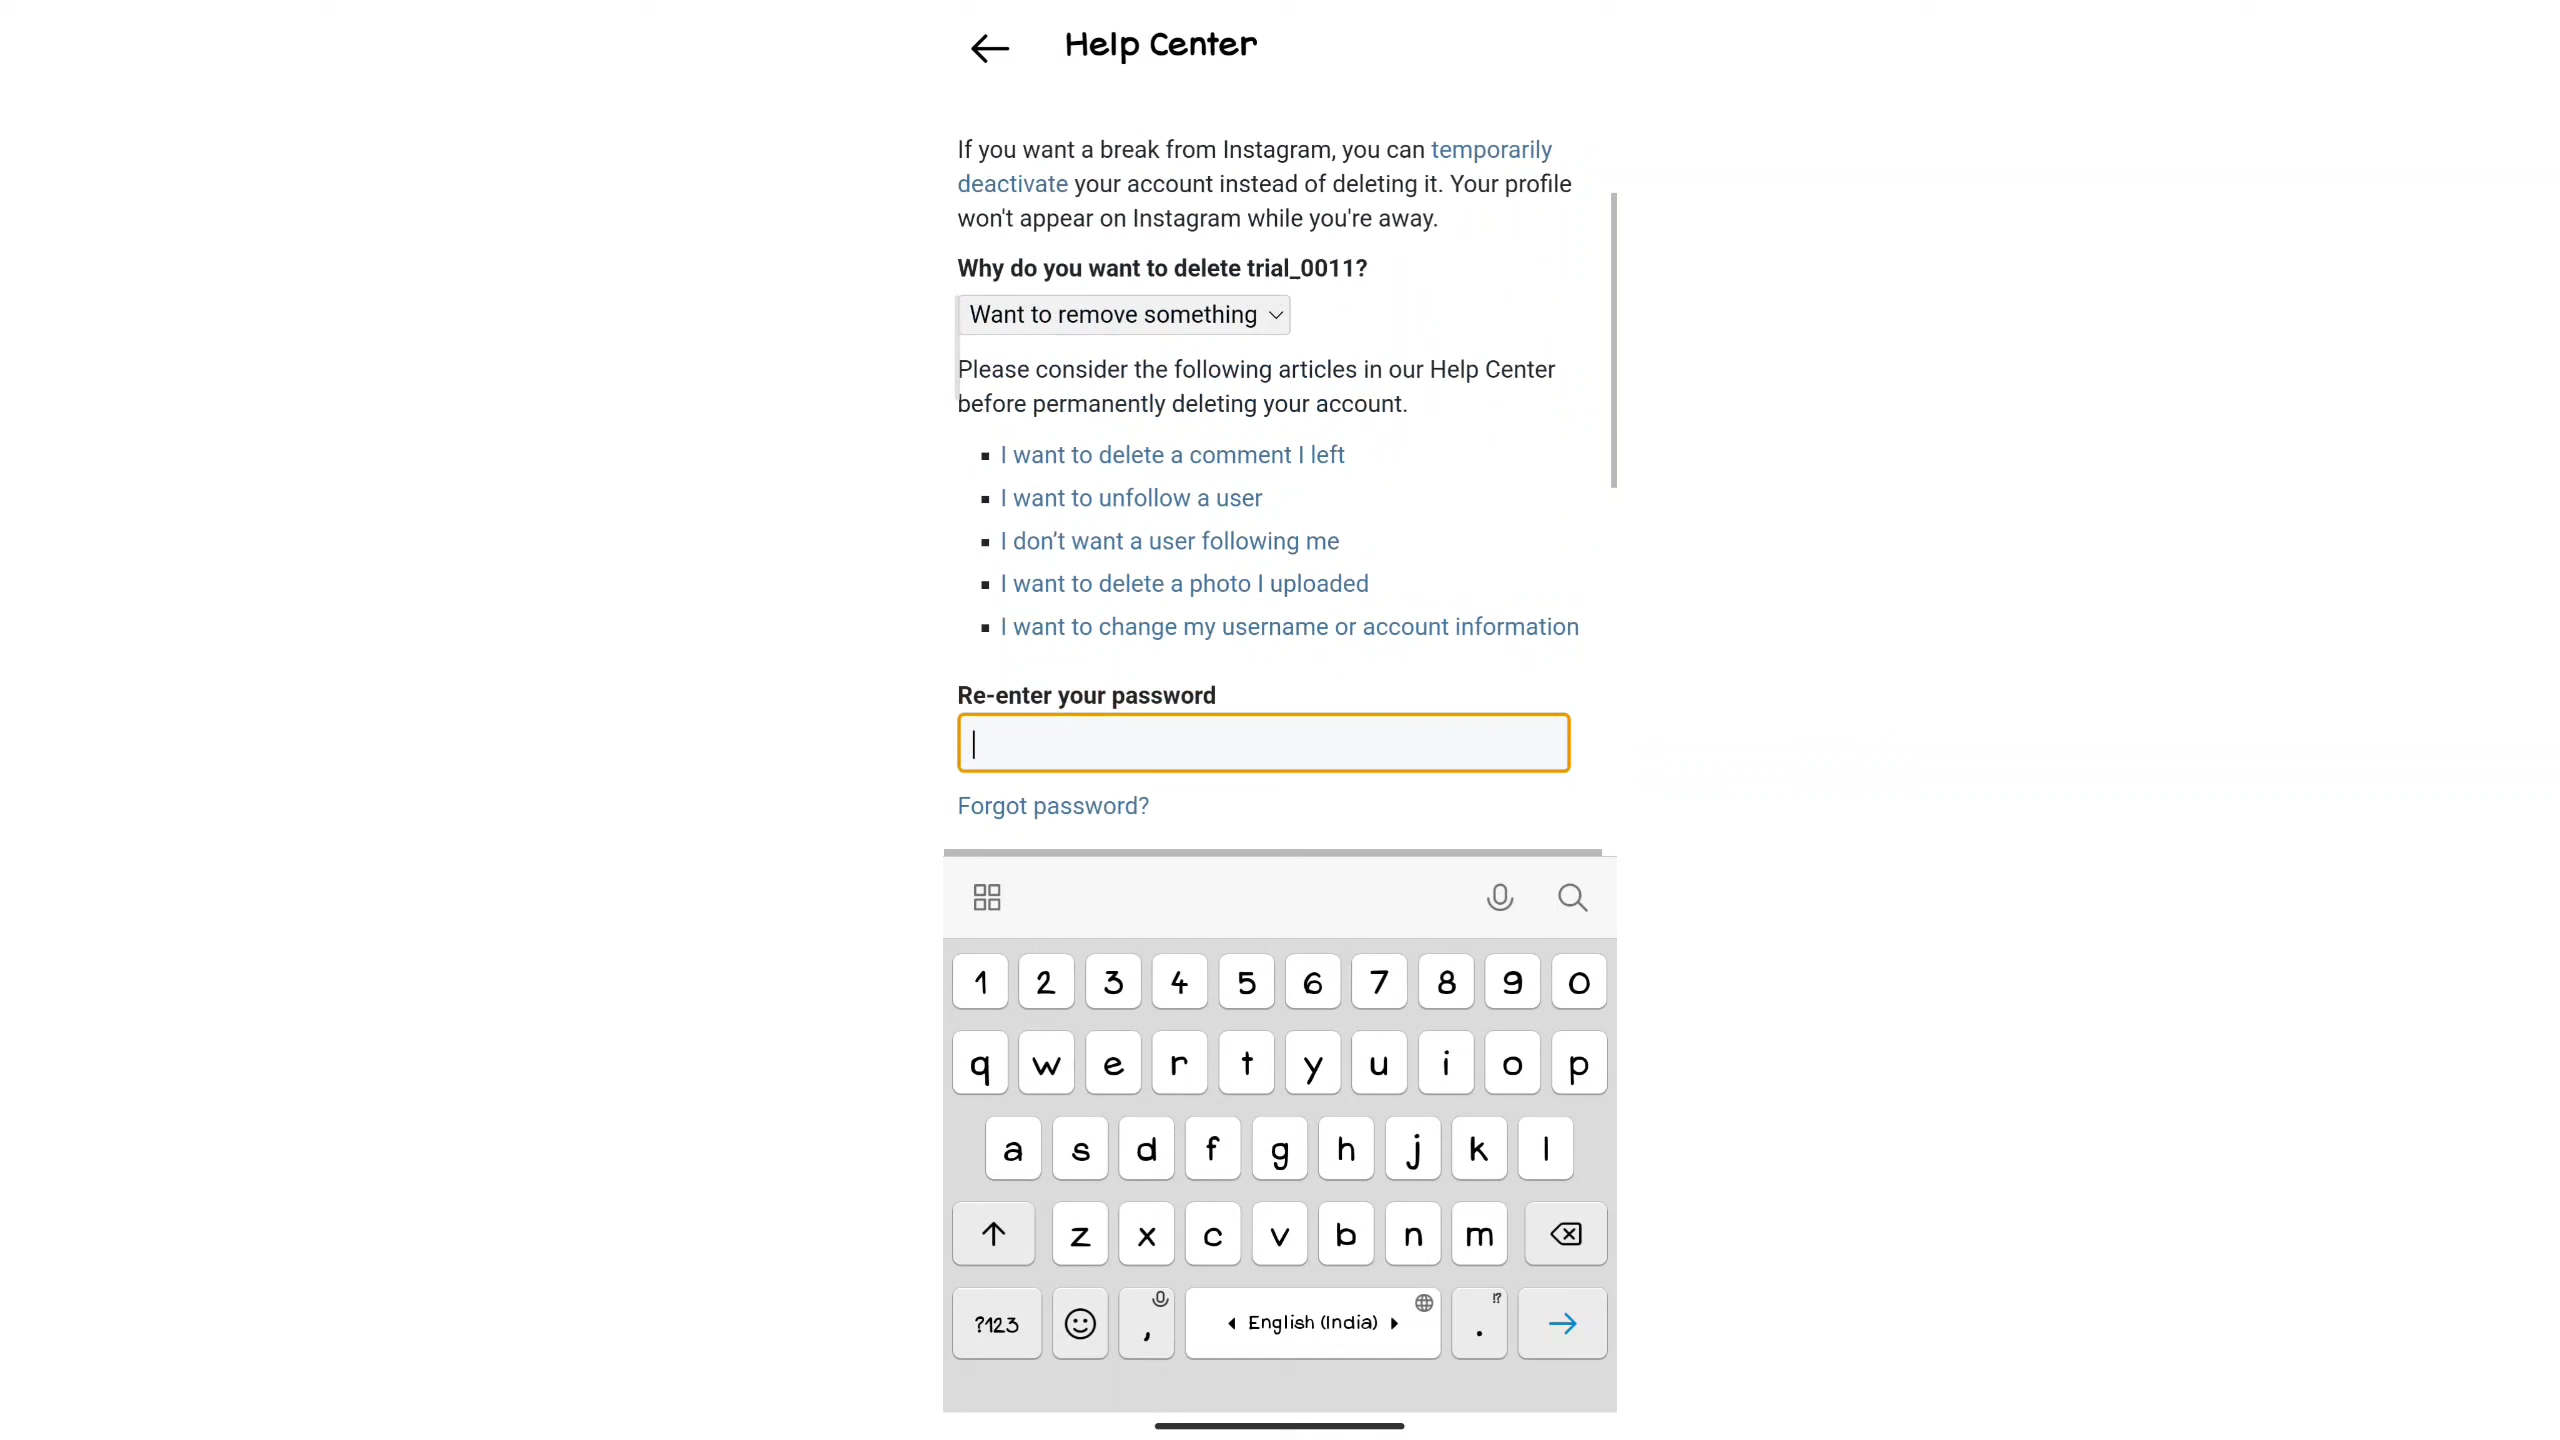 Help Center
If you want a break from Instagram, you can temporarily
deactivate your account instead of deleting it. Your profile
won't appear on Instagram while you're away.
Why do you want to delete trial_0011?
Want to remove something
Please consider the following articles in our Help Center
before permanently deleting your account.
I want to delete a comment I left
I want to unfollow a user
I don’t want a user following me
I want to delete a photo I uploaded
I want to change my username or account information
Re-enter your password
Forgot password?
1 2 3 4 5 6 7 8 9 0
q w e r t y u i o p
a s d f g h j k l
z x c v b n m
?123 , English (India) . !?